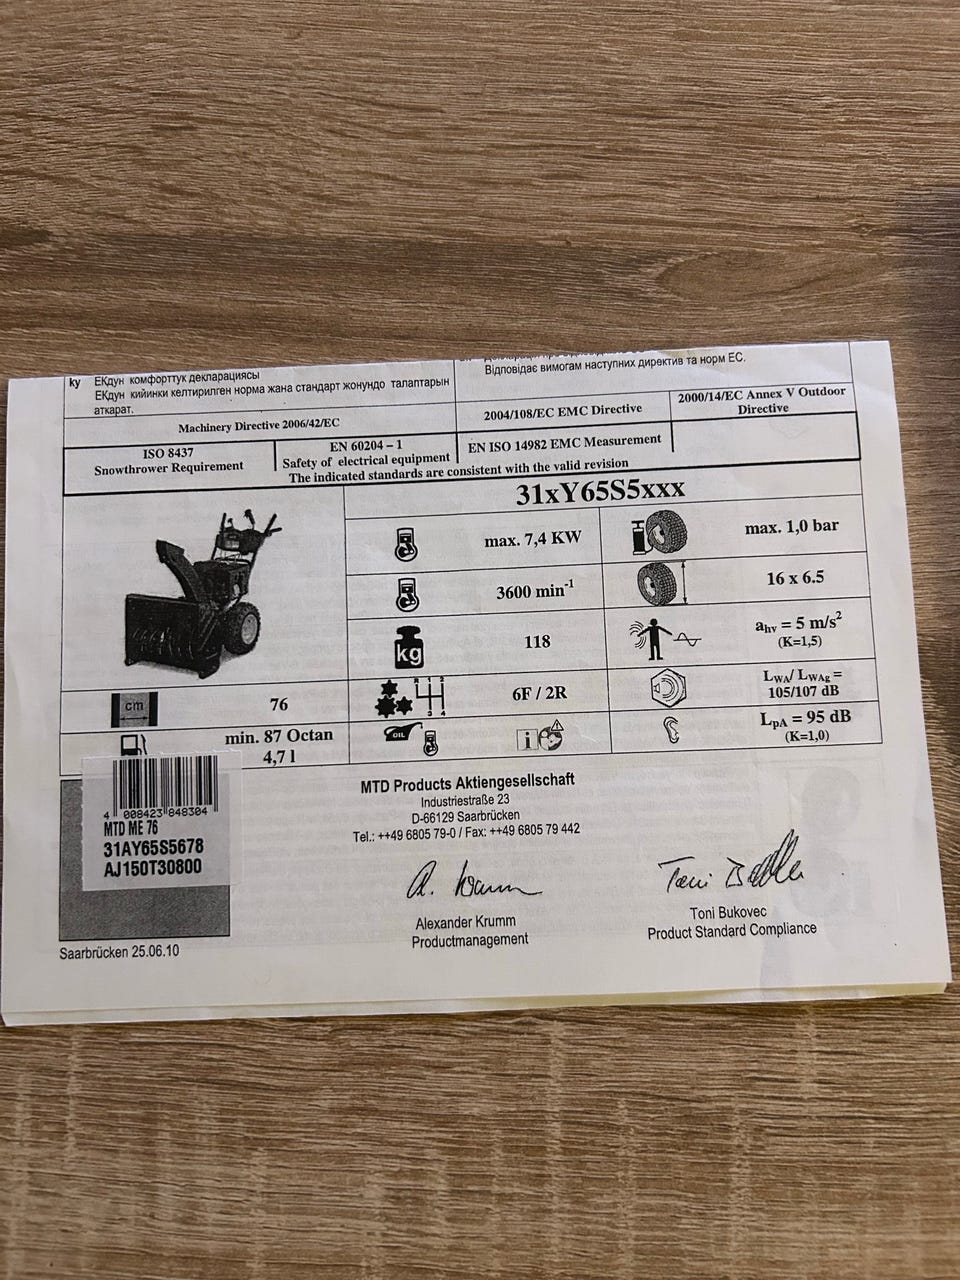 ky ЕКдун комфорттук декларациясы
ЕКдун кийинки келтирилген норма жана стандарт жонундо талаптарын
аткарат.
Відповідає вимогам наступних директив та норм ЕС.
Machinery Directive 2006/42/EC
2004/108/EC EMC Directive
2000/14/EC Annex V Outdoor
Directive
ISO 8437
Snowthrower Requirement
EN 60204 – 1
Safety of electrical equipment
EN ISO 14982 EMC Measurement
The indicated standards are consistent with the valid revision
31xY65S5xxx
max. 7,4 KW
max. 1,0 bar
3600 min-1
16 x 6.5
kg
118
ahv = 5 m/s2
(K=1,5)
cm
76
R 1 2
3 4
6F / 2R
LWA/ LWAg =
105/107 dB
min. 87 Octan
4,7 l
OIL
i
LpA = 95 dB
(K=1,0)
4 008423 848304
MTD ME 76
31AY65S5678
AJ150T30800
MTD Products Aktiengesellschaft
Industriestraße 23
D-66129 Saarbrücken
Tel.: ++49 6805 79-0 / Fax: ++49 6805 79 442
A. Krumm
Toni
Alexander Krumm
Productmanagement
Toni Bukovec
Product Standard Compliance
Saarbrücken 25.06.10